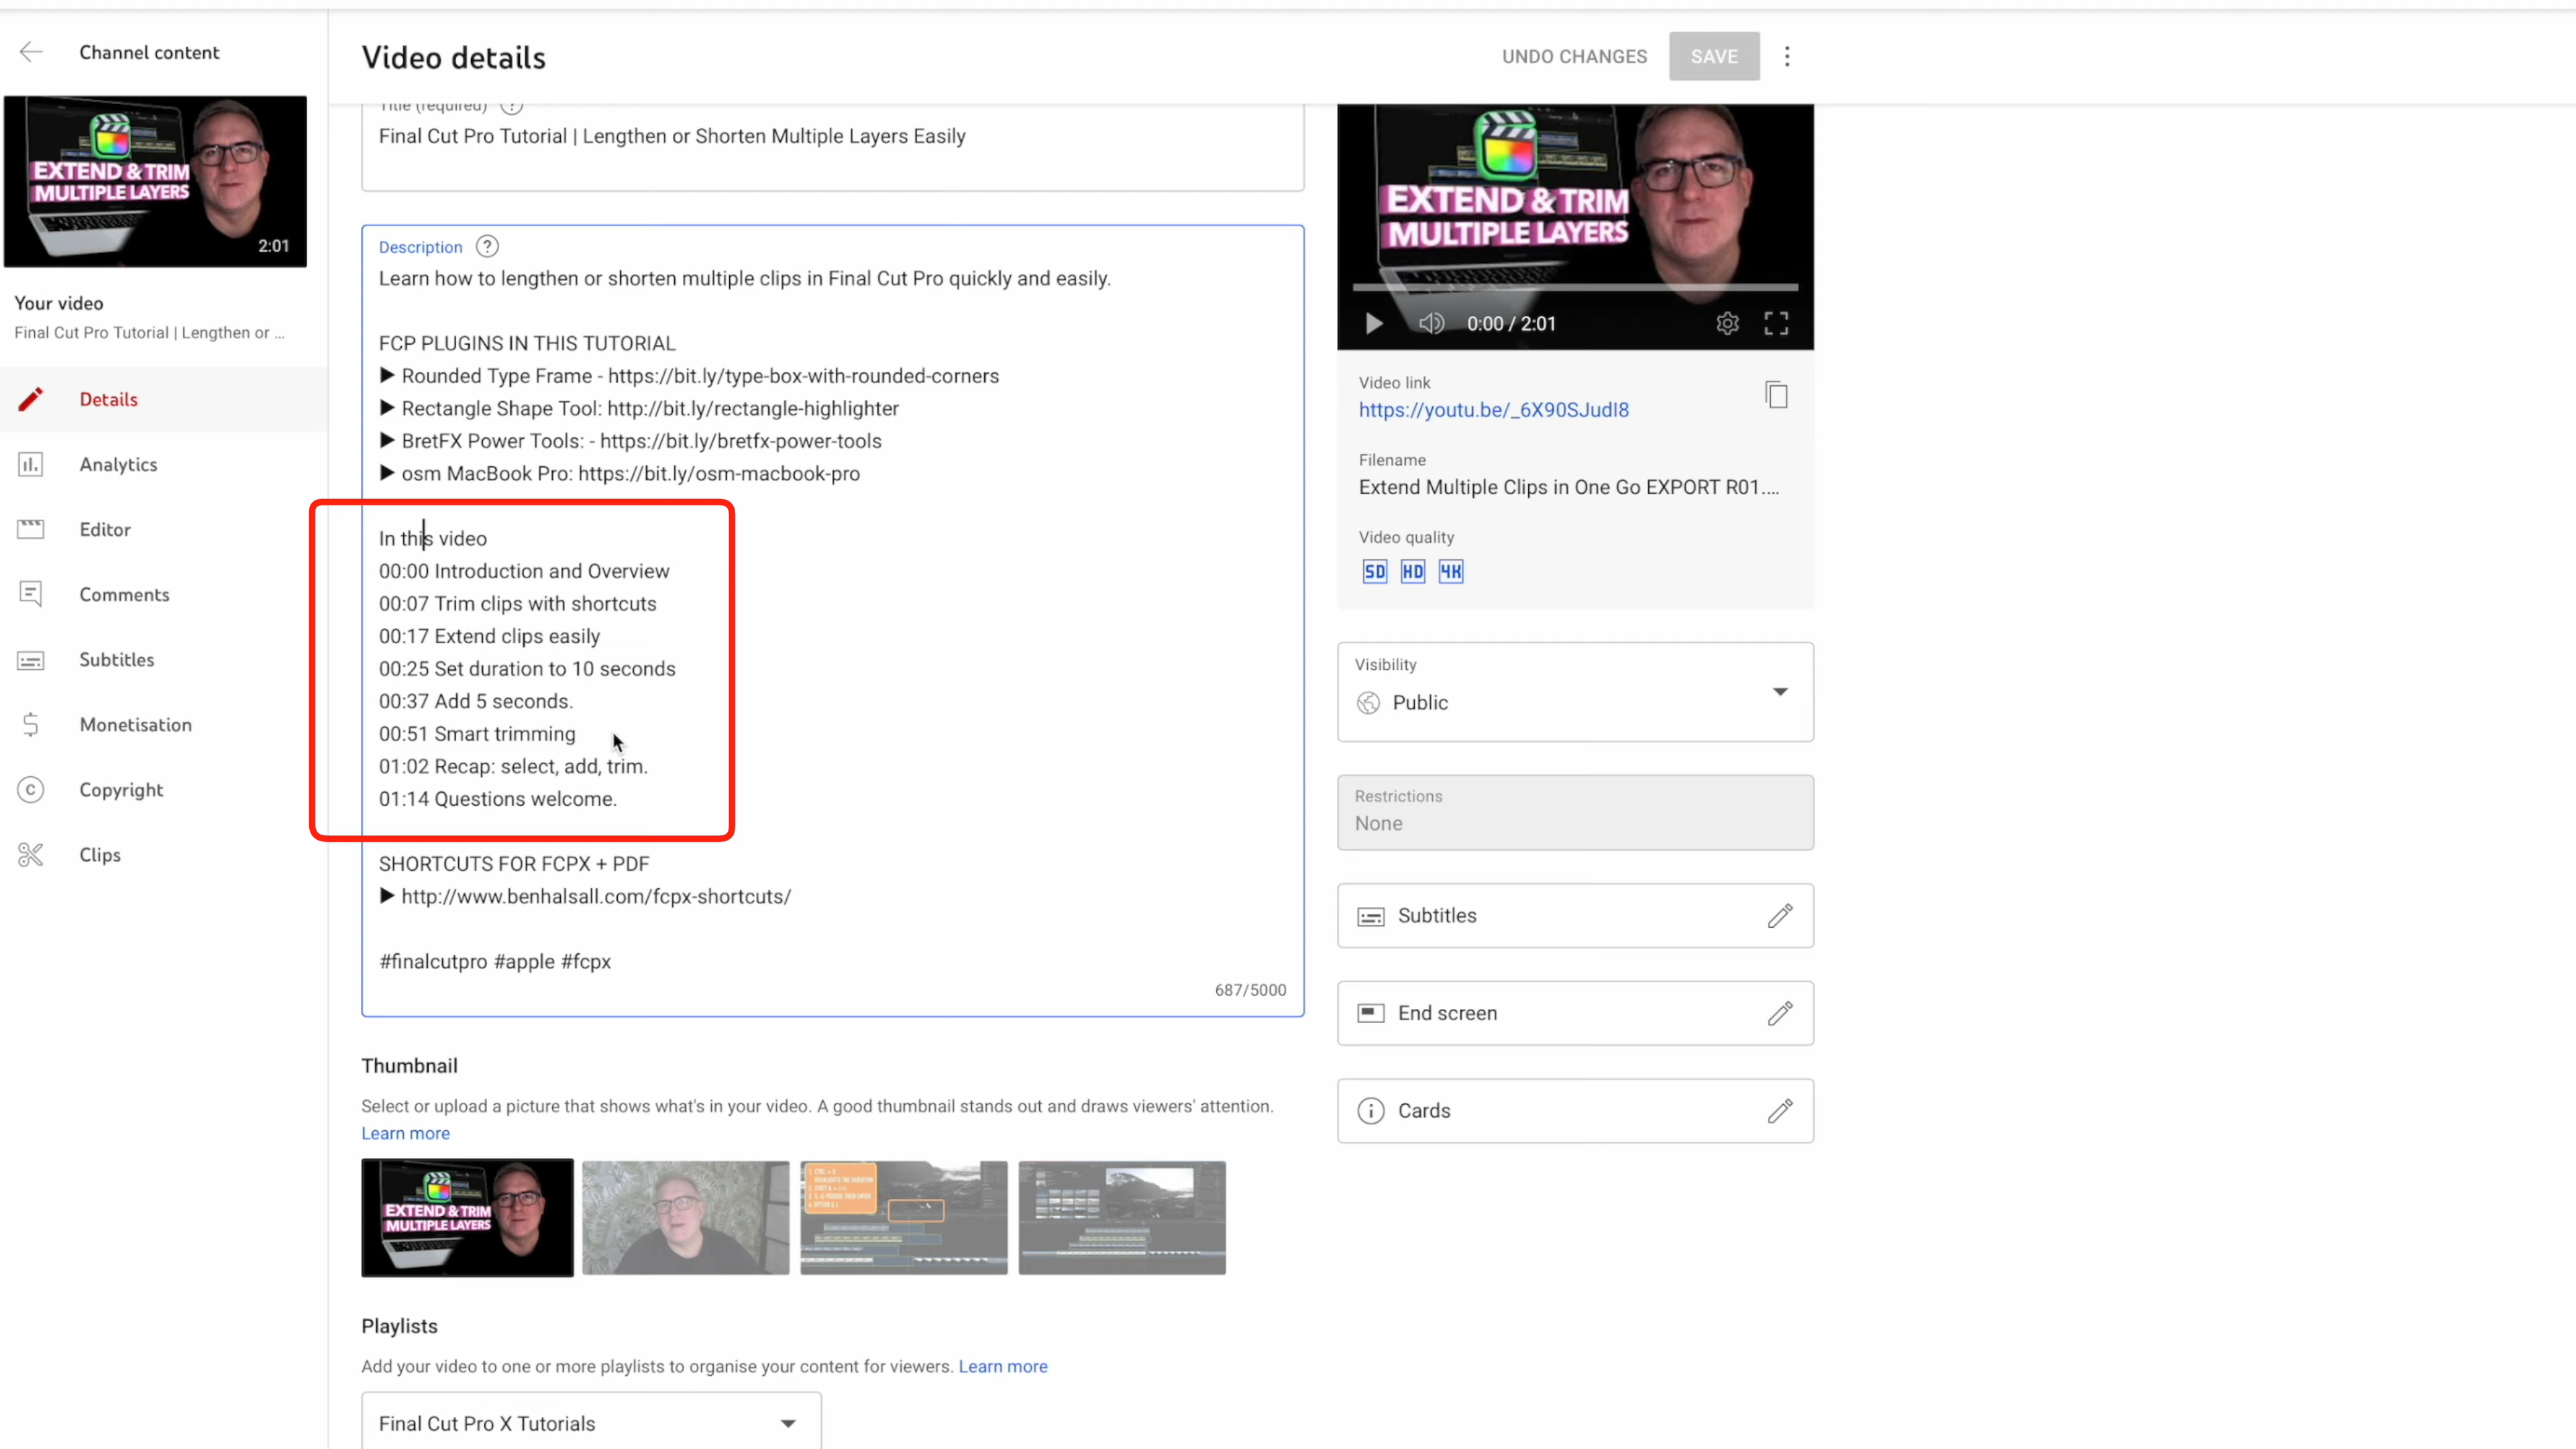 Channel content
Video details
UNDO CHANGES
SAVE
EXTEND & TRIM
MULTIPLE LAYERS
2:01
Your video
Final Cut Pro Tutorial | Lengthen or ...
Details
Analytics
Editor
Comments
Subtitles
Monetisation
Copyright
Clips
Title (required)
Final Cut Pro Tutorial | Lengthen or Shorten Multiple Layers Easily
Description
Learn how to lengthen or shorten multiple clips in Final Cut Pro quickly and easily.
FCP PLUGINS IN THIS TUTORIAL
▶ Rounded Type Frame - https://bit.ly/type-box-with-rounded-corners
▶ Rectangle Shape Tool: http://bit.ly/rectangle-highlighter
▶ BretFX Power Tools: - https://bit.ly/bretfx-power-tools
▶ osm MacBook Pro: https://bit.ly/osm-macbook-pro
In this video
00:00 Introduction and Overview
00:07 Trim clips with shortcuts
00:17 Extend clips easily
00:25 Set duration to 10 seconds
00:37 Add 5 seconds.
00:51 Smart trimming
01:02 Recap: select, add, trim.
01:14 Questions welcome.
SHORTCUTS FOR FCPX + PDF
▶ http://www.benhalsall.com/fcpx-shortcuts/
#finalcutpro #apple #fcpx
687/5000
Thumbnail
Select or upload a picture that shows what's in your video. A good thumbnail stands out and draws viewers' attention.
Learn more
EXTEND & TRIM
MULTIPLE LAYERS
Playlists
Add your video to one or more playlists to organise your content for viewers. Learn more
Final Cut Pro X Tutorials
EXTEND & TRIM
MULTIPLE LAYERS
0:00 / 2:01
Video link
https://youtu.be/_6X90SJudI8
Filename
Extend Multiple Clips in One Go EXPORT R01....
Video quality
SD HD 4K
Visibility
Public
Restrictions
None
Subtitles
End screen
Cards